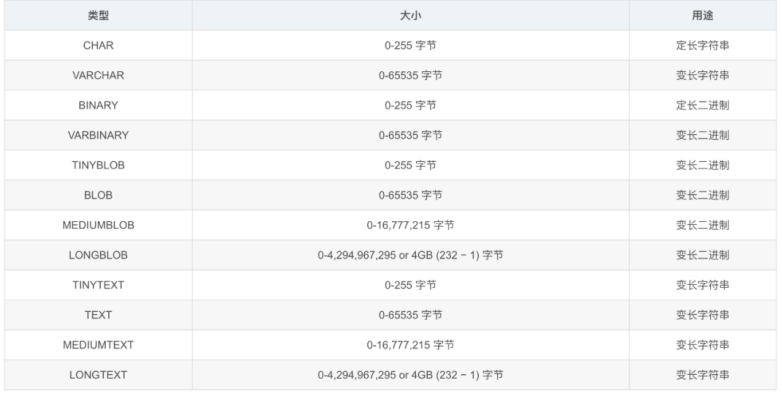 类型 大小 用途
CHAR 0-255 字节 定长字符串
VARCHAR 0-65535 字节 变长字符串
BINARY 0-255 字节 定长二进制
VARBINARY 0-65535 字节 变长二进制
TINYBLOB 0-255 字节 变长二进制
BLOB 0-65535 字节 变长二进制
MEDIUMBLOB 0-16,777,215 字节 变长二进制
LONGBLOB 0-4,294,967,295 or 4GB (232 − 1) 字节 变长二进制
TINYTEXT 0-255 字节 变长字符串
TEXT 0-65535 字节 变长字符串
MEDIUMTEXT 0-16,777,215 字节 变长字符串
LONGTEXT 0-4,294,967,295 or 4GB (232 − 1) 字节 变长字符串